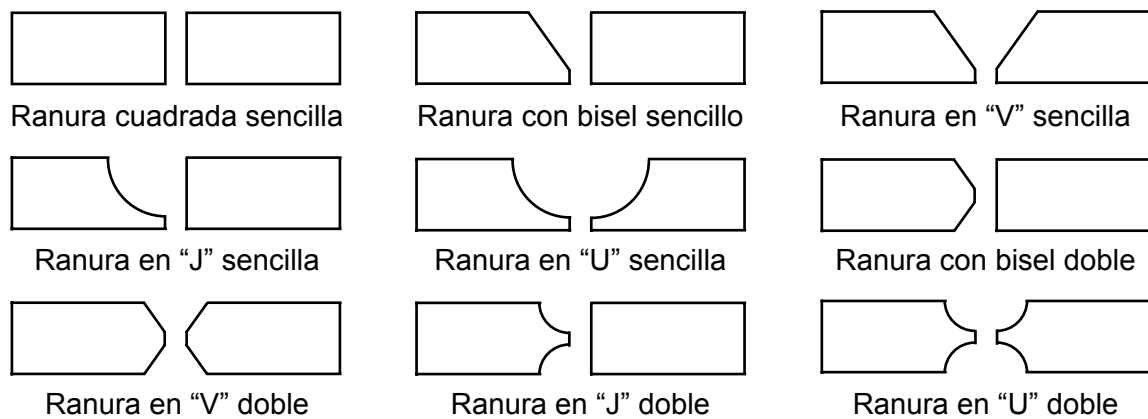 Ranura cuadrada sencilla
Ranura con bisel sencillo
Ranura en “V” sencilla
Ranura en “J” sencilla
Ranura en “U” sencilla
Ranura con bisel doble
Ranura en “V” doble
Ranura en “J” doble
Ranura en “U” doble